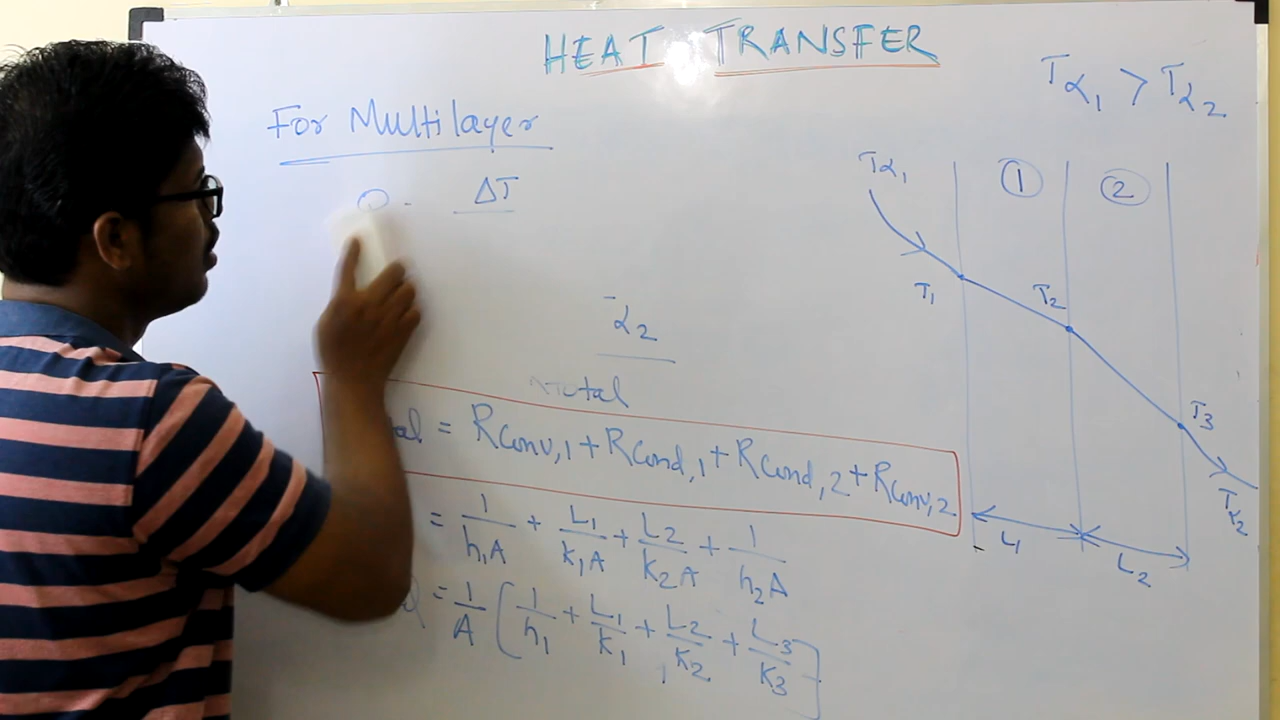 HEAT TRANSFER
Tα₁ > Tα₂
For Multilayer
Q ΔT
Tα₁ ① ②
T₁ T₂
α₂
total
al = Rconv,1 + Rcond,1 + Rcond,2 + Rconv,2
T₃
Tα₂
= 1/h₁A + L₁/k₁A + L₂/k₂A + 1/h₂A
L₁ L₂
= 1/A [1/h₁ + L₁/k₁ + L₂/k₂ + L₃/k₃]